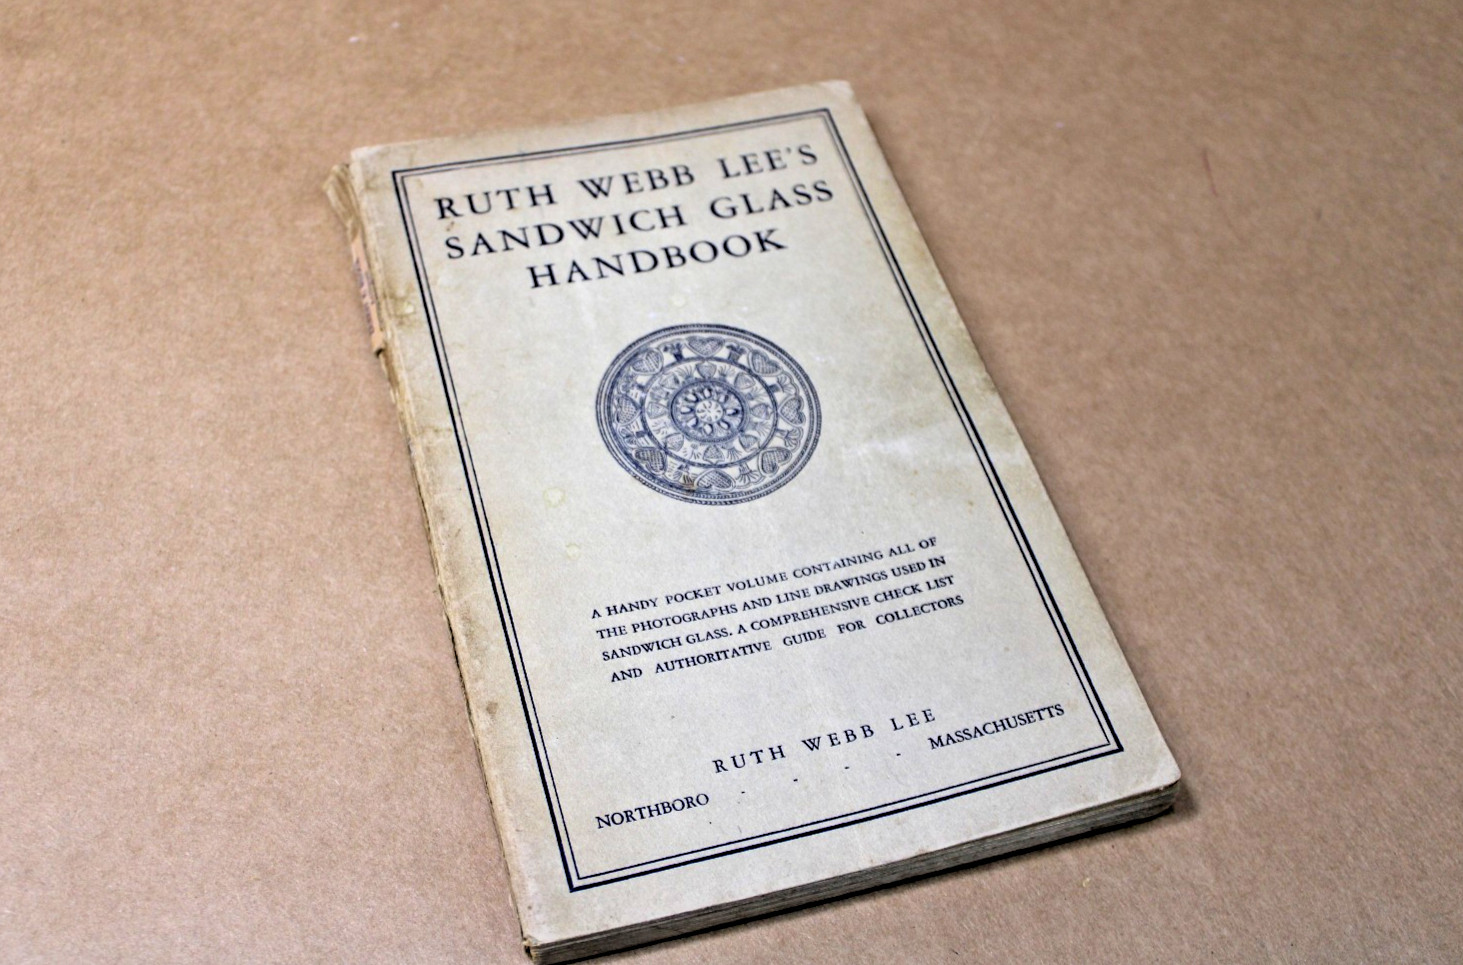 RUTH WEBB LEE'S
SANDWICH GLASS
HANDBOOK
A HANDY POCKET VOLUME CONTAINING ALL OF
THE PHOTOGRAPHS AND LINE DRAWINGS USED IN
SANDWICH GLASS. A COMPREHENSIVE CHECK LIST
AND AUTHORITATIVE GUIDE FOR COLLECTORS
RUTH WEBB LEE
NORTHBORO - - - - MASSACHUSETTS